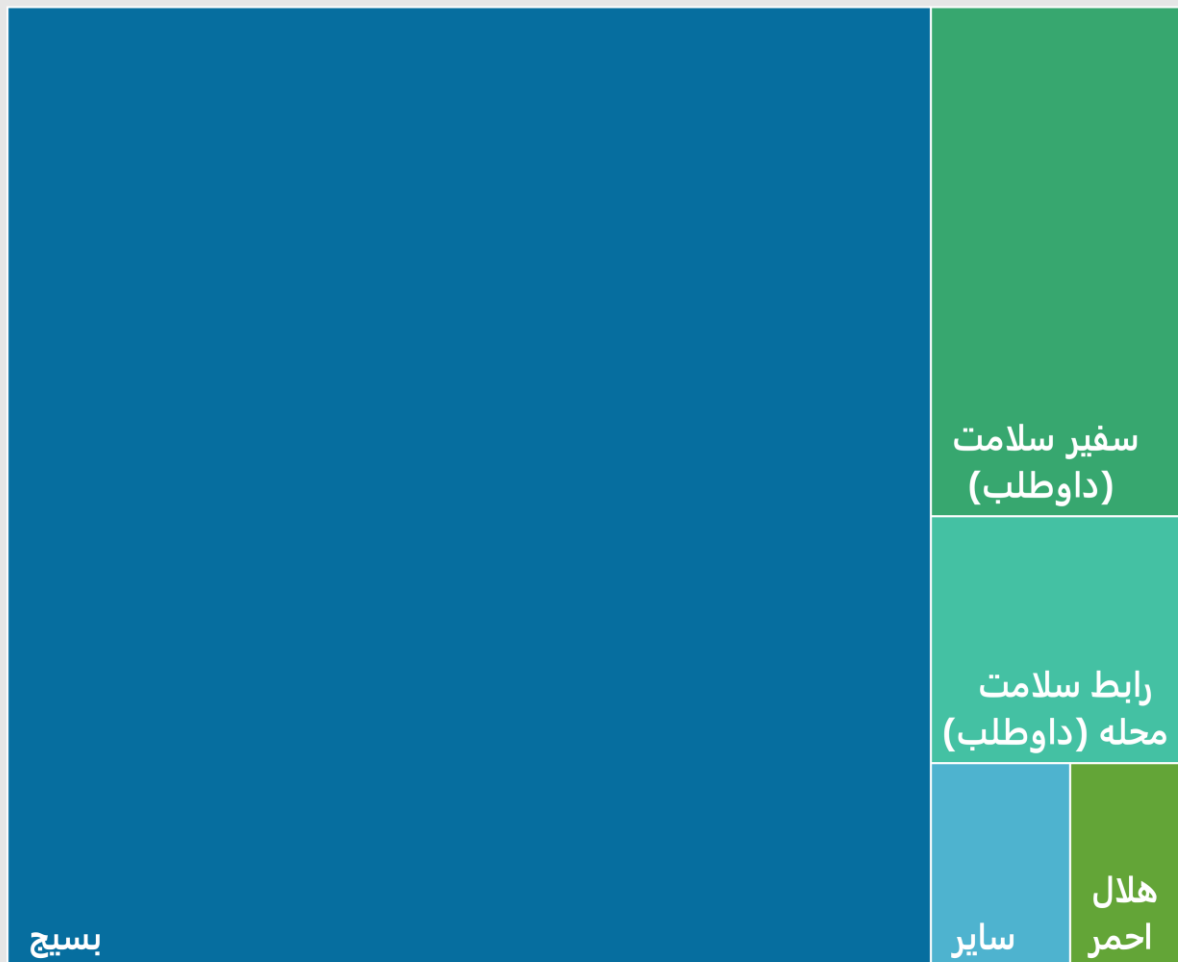 سفیر سلامت
(داوطلب)
رابط سلامت
محله (داوطلب)
هلال
احمر
سایر
بسیج